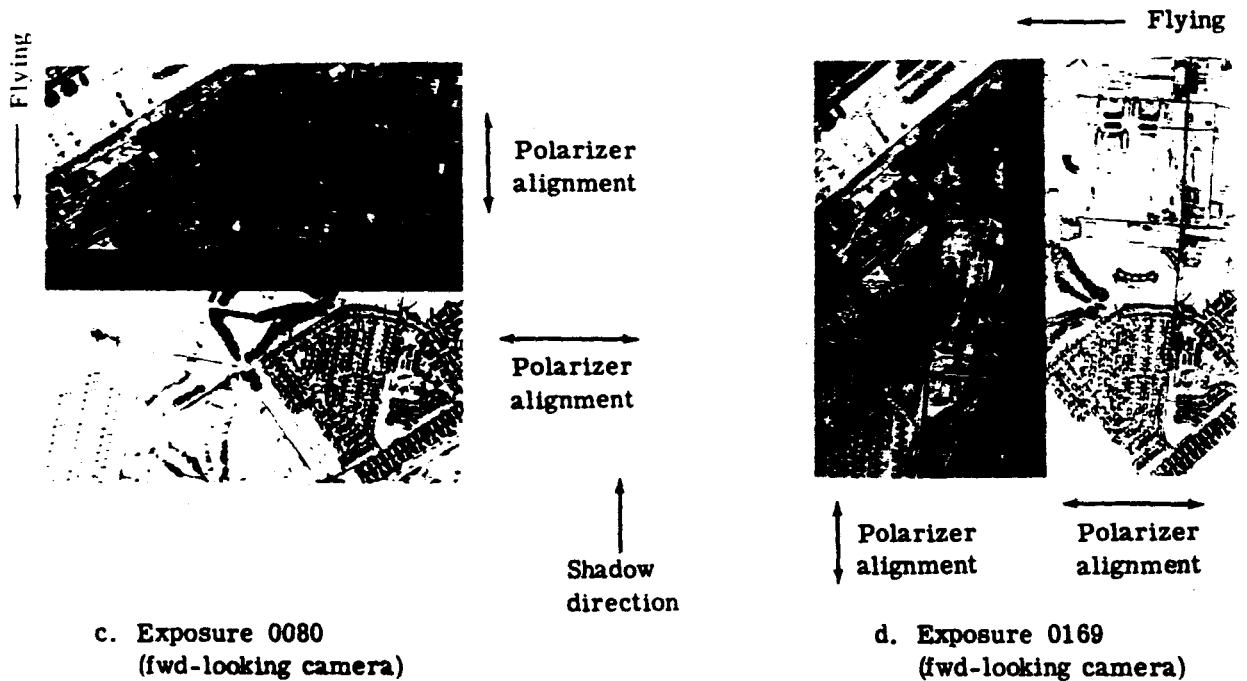 Flying
Polarizer
alignment
Polarizer
alignment
Shadow
direction
c. Exposure 0080
(fwd-looking camera)
Flying
Polarizer
alignment
Polarizer
alignment
d. Exposure 0169
(fwd-looking camera)